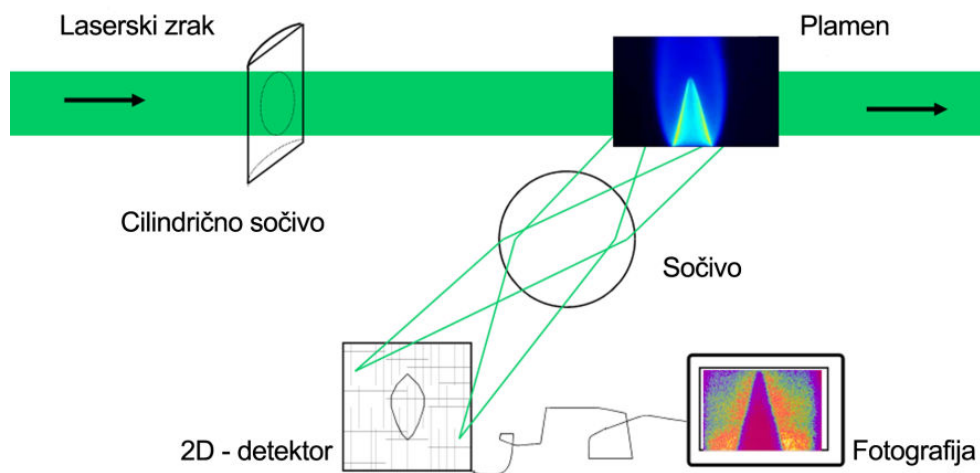 Laserski zrak
Plamen
Cilindrično sočivo
Sočivo
2D - detektor
Fotografija